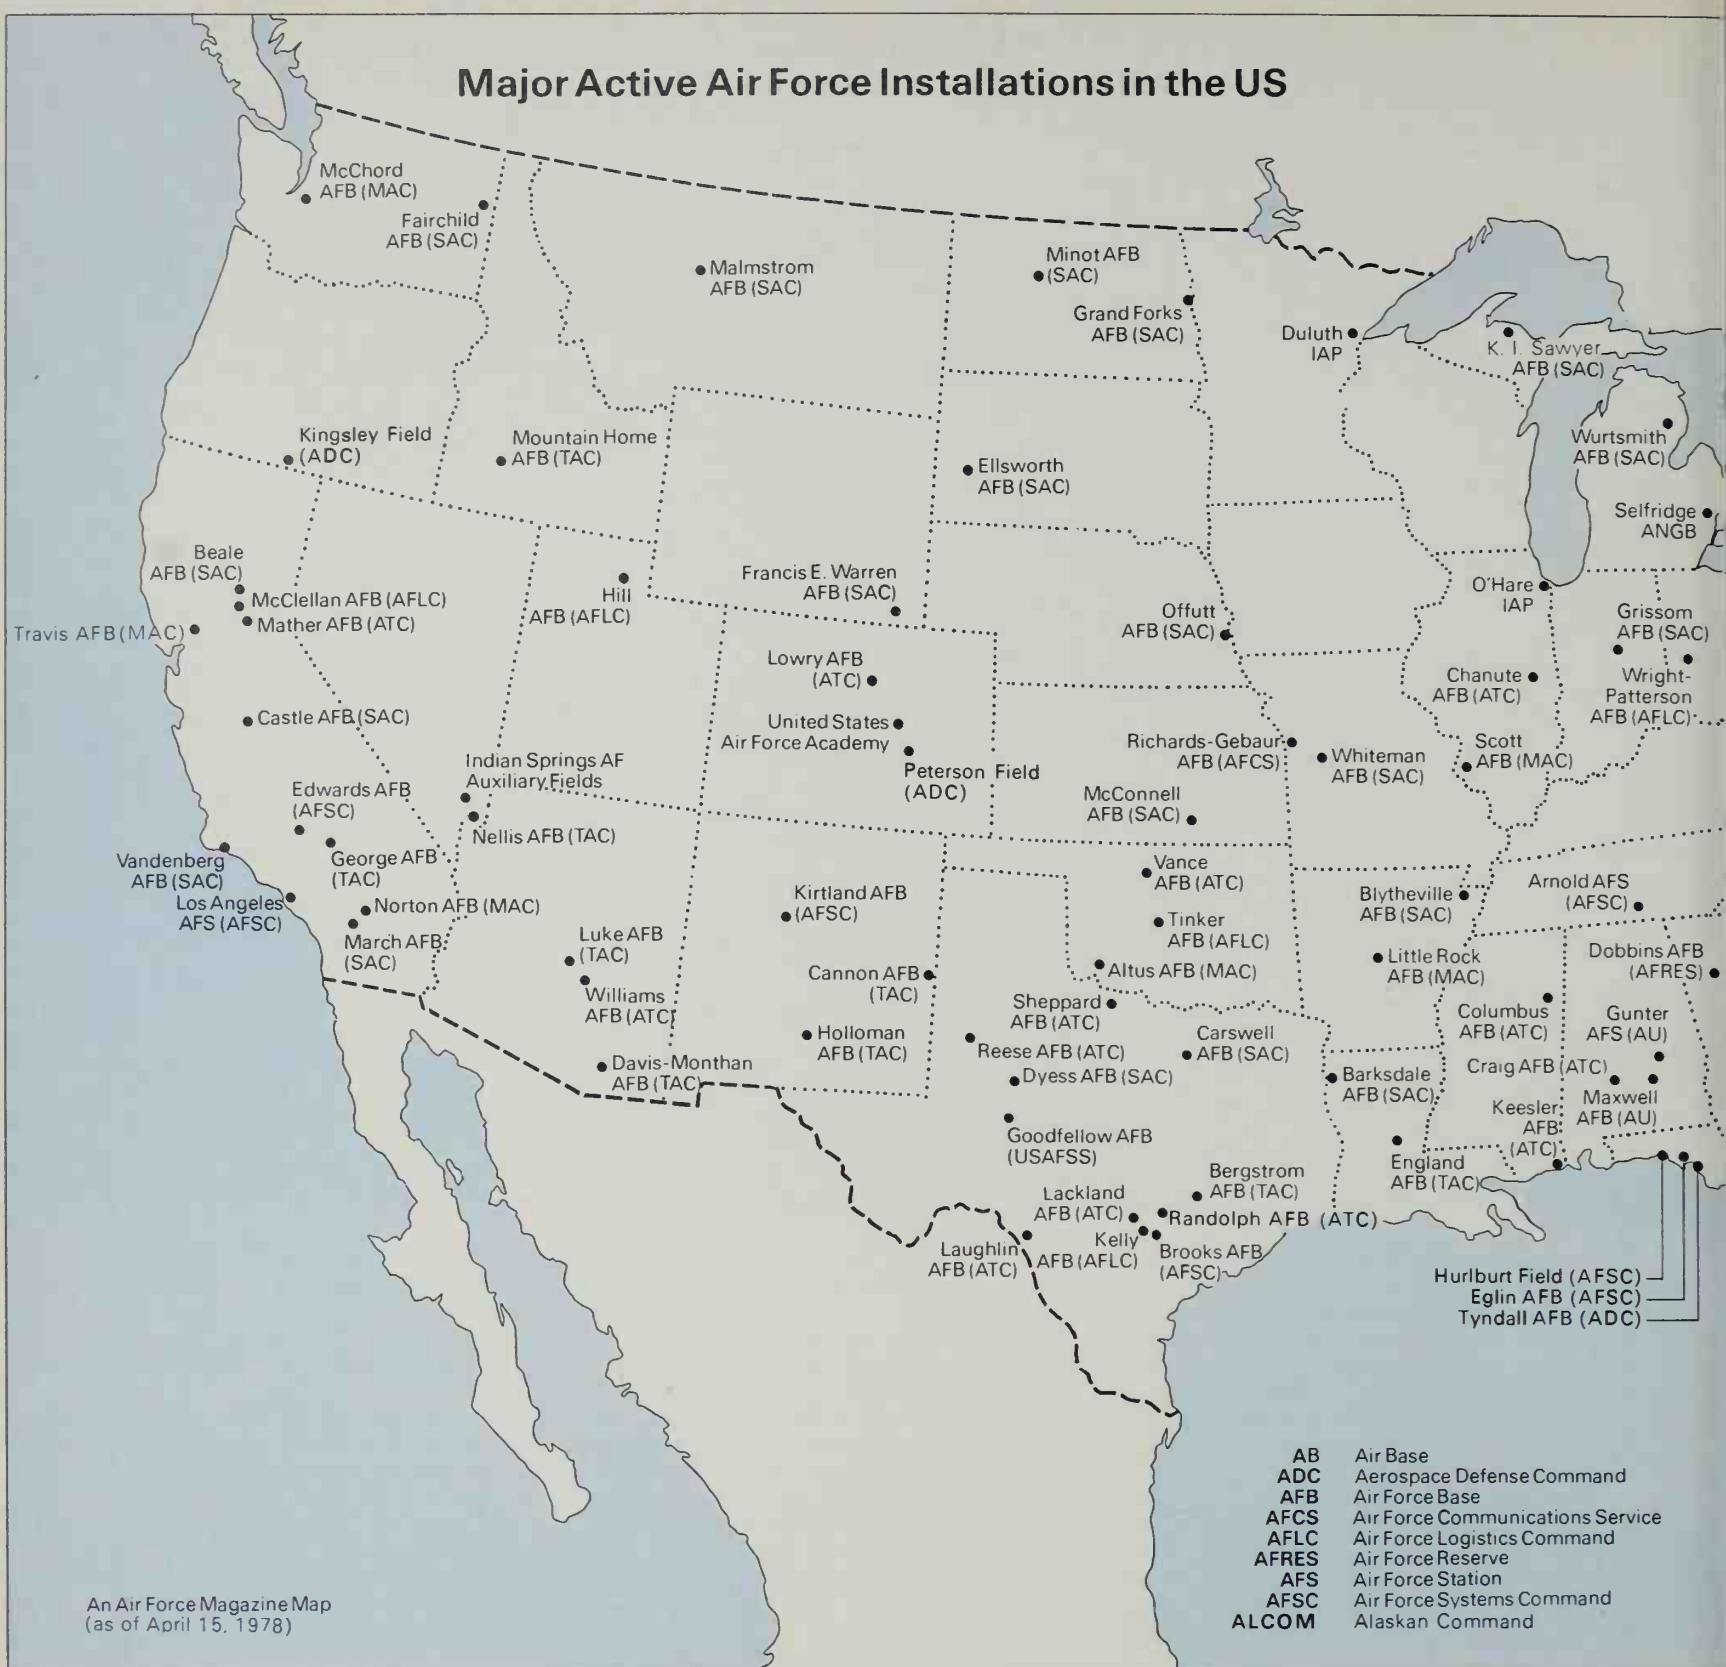 Major Active Air Force Installations in the US
McChord
AFB (MAC)
Fairchild
AFB (SAC)
Malmstrom
AFB (SAC)
Minot AFB
(SAC)
Grand Forks
AFB (SAC)
Duluth
IAP
K. I. Sawyer
AFB (SAC)
Wurtsmith
AFB (SAC)
Selfridge
ANGB
Kingsley Field
(ADC)
Mountain Home
AFB (TAC)
Ellsworth
AFB (SAC)
Beale
AFB (SAC)
McClellan AFB (AFLC)
Mather AFB (ATC)
Travis AFB (MAC)
Hill
AFB (AFLC)
Francis E. Warren
AFB (SAC)
Offutt
AFB (SAC)
O'Hare
IAP
Grissom
AFB (SAC)
Lowry AFB
(ATC)
Chanute
AFB (ATC)
Wright-
Patterson
AFB (AFLC)
Castle AFB (SAC)
United States
Air Force Academy
Peterson Field
(ADC)
Richards-Gebaur
AFB (AFCS)
Whiteman
AFB (SAC)
Scott
AFB (MAC)
Indian Springs AF
Auxiliary Fields
Edwards AFB
(AFSC)
McConnell
AFB (SAC)
Nellis AFB (TAC)
George AFB
(TAC)
Vandenberg
AFB (SAC)
Los Angeles
AFS (AFSC)
Norton AFB (MAC)
March AFB
(SAC)
Kirtland AFB
(AFSC)
Vance
AFB (ATC)
Blytheville
AFB (SAC)
Arnold AFS
(AFSC)
Tinker
AFB (AFLC)
Luke AFB
(TAC)
Williams
AFB (ATC)
Cannon AFB
(TAC)
Altus AFB (MAC)
Little Rock
AFB (MAC)
Dobbins AFB
(AFRES)
Sheppard
AFB (ATC)
Columbus
AFB (ATC)
Gunter
AFS (AU)
Holloman
AFB (TAC)
Reese AFB (ATC)
Carswell
AFB (SAC)
Craig AFB (ATC)
Davis-Monthan
AFB (TAC)
Dyess AFB (SAC)
Barksdale
AFB (SAC)
Keesler
AFB
(ATC)
Maxwell
AFB (AU)
Goodfellow AFB
(USAFSS)
England
AFB (TAC)
Bergstrom
AFB (TAC)
Lackland
AFB (ATC)
Randolph AFB (ATC)
Laughlin
AFB (ATC)
Kelly
AFB (AFLC)
Brooks AFB
(AFSC)
Hurlburt Field (AFSC)
Eglin AFB (AFSC)
Tyndall AFB (ADC)
AB Air Base
ADC Aerospace Defense Command
AFB Air Force Base
AFCS Air Force Communications Service
AFLC Air Force Logistics Command
AFRES Air Force Reserve
AFS Air Force Station
AFSC Air Force Systems Command
ALCOM Alaskan Command
An Air Force Magazine Map
(as of April 15, 1978)